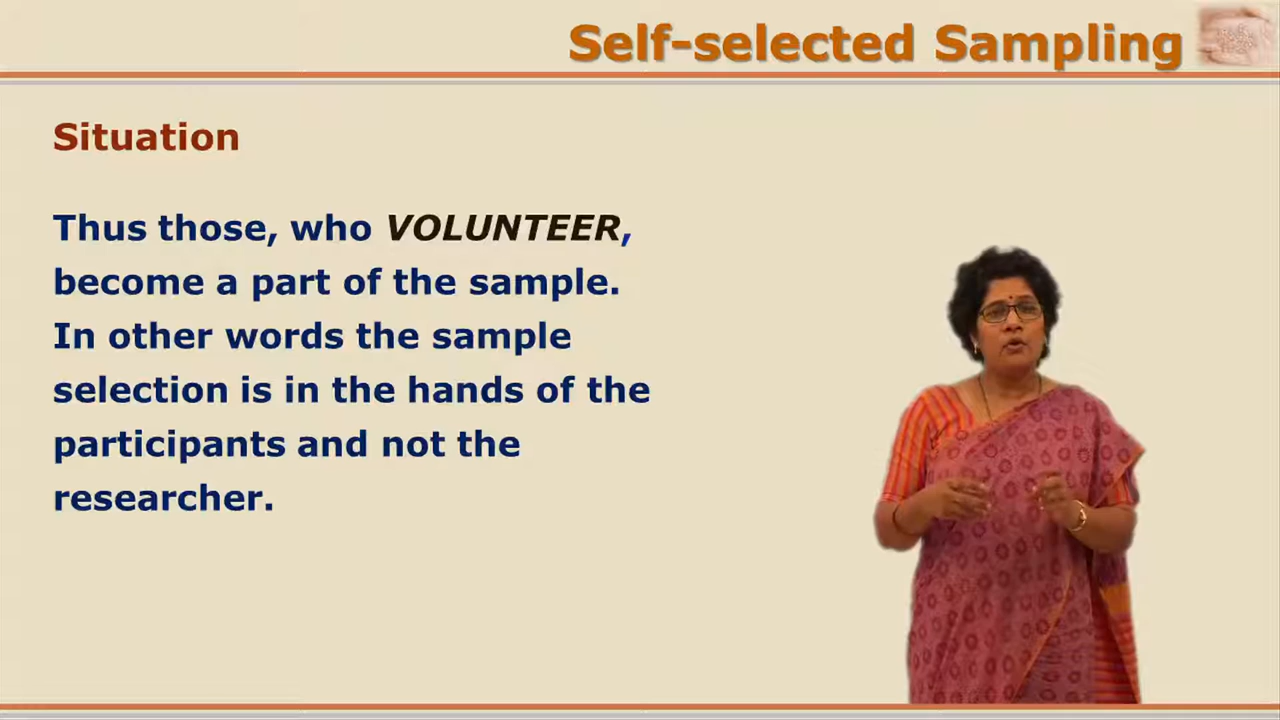 Self-selected Sampling
Situation
Thus those, who VOLUNTEER,
become a part of the sample.
In other words the sample
selection is in the hands of the
participants and not the
researcher.